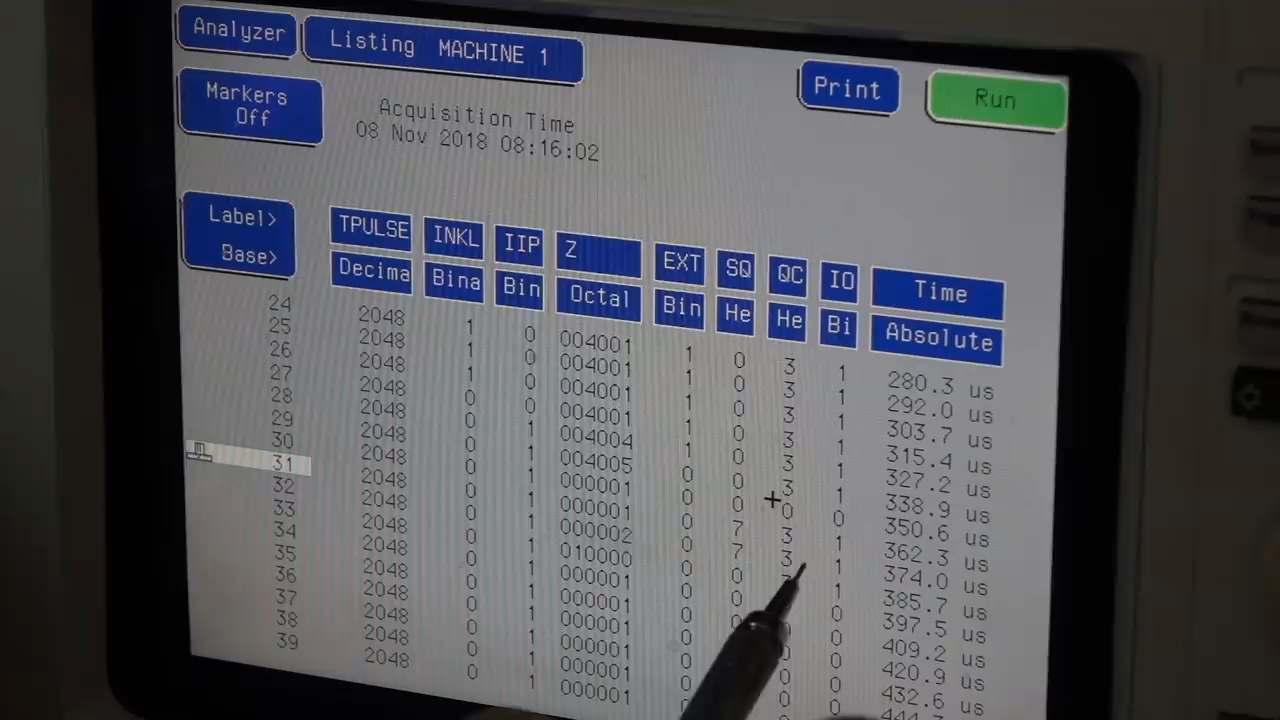 Analyzer Listing MACHINE 1 Print Run
Markers Off
Acquisition Time
08 Nov 2018 08:16:02
Label> TPULSE INKL IIP Z EXT SQ QC IO Time
Base> Decima Bina Bin Octal Bin He He Bi Absolute
24 2048 1 0 004001 1 0 3 1 280.3 us
25 2048 1 0 004001 1 0 3 1 292.0 us
26 2048 1 0 004001 1 0 3 1 303.7 us
27 2048 0 0 004001 1 0 3 1 315.4 us
28 2048 0 1 004004 1 0 3 1 327.2 us
29 2048 0 1 004005 0 0 3 1 338.9 us
30 2048 0 1 000001 0 0 0 0 350.6 us
31 2048 0 1 000001 0 7 3 1 362.3 us
32 2048 0 1 000002 0 7 3 1 374.0 us
33 2048 0 1 010000 0 0 1 385.7 us
34 2048 0 1 000001 0 0 0 397.5 us
35 2048 0 1 000001 0 0 0 409.2 us
36 2048 0 1 000001 0 0 0 420.9 us
37 2048 0 1 000001 0 0 0 432.6 us
38 2048 0 1 000001 0 0
39 2048 0 1 000001